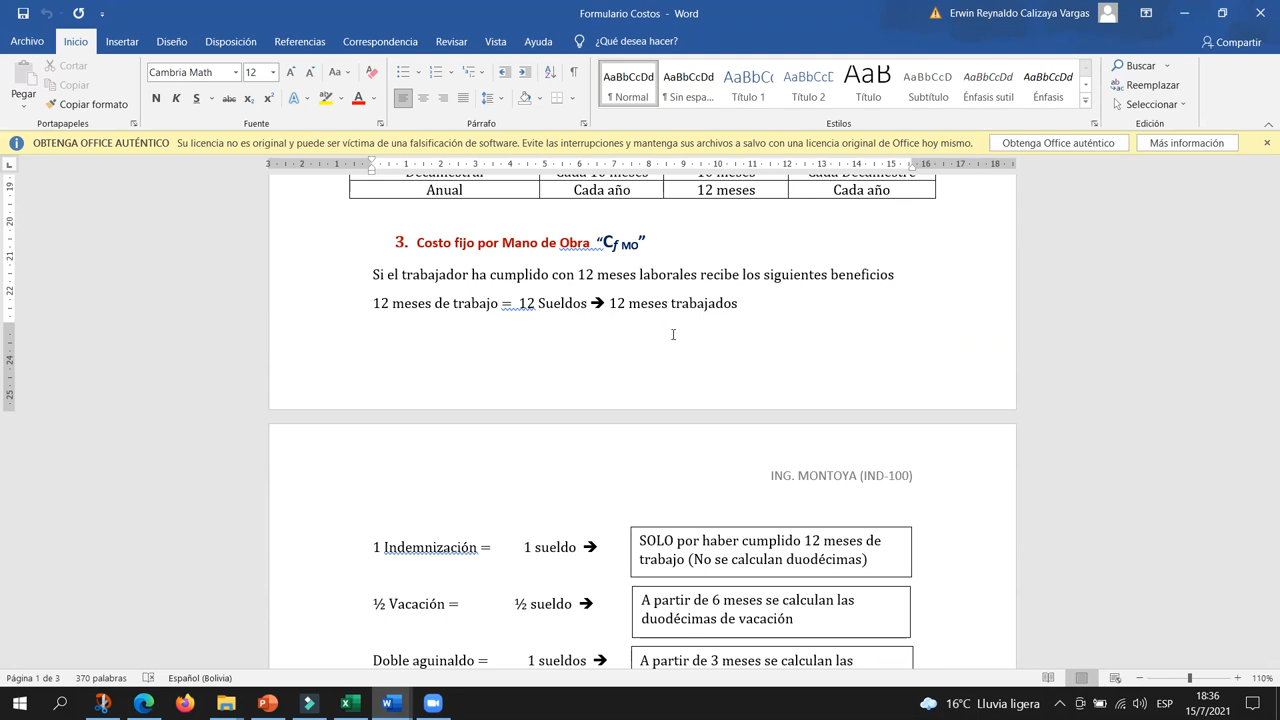 Formulario Costos - Word
Erwin Reynaldo Calizaya Vargas
Archivo Inicio Insertar Diseño Disposición Referencias Correspondencia Revisar Vista Ayuda ¿Qué desea hacer? Compartir
Pegar
Cortar
Copiar
Copiar formato
Portapapeles
Cambria Math 12
N K S abc x₂ x²
Fuente
Párrafo
AaBbCcDd AaBbCcDd AaBbCc AaBbCcD AaB AaBbCcD AaBbCcDd AaBbCcDd
¶ Normal ¶ Sin espa... Título 1 Título 2 Título Subtítulo Énfasis sutil Énfasis
Estilos
Buscar
Reemplazar
Seleccionar
Edición
OBTENGA OFFICE AUTÉNTICO Su licencia no es original y puede ser víctima de una falsificación de software. Evite las interrupciones y mantenga sus archivos a salvo con una licencia original de Office hoy mismo. Obtenga Office auténtico Más información
Decamestral Cada 10 meses 10 meses Cada Decamestre
Anual Cada año 12 meses Cada año
3. Costo fijo por Mano de Obra “Cf MO”
Si el trabajador ha cumplido con 12 meses laborales recibe los siguientes beneficios
12 meses de trabajo = 12 Sueldos ➔ 12 meses trabajados
ING. MONTOYA (IND-100)
1 Indemnización = 1 sueldo ➔ SOLO por haber cumplido 12 meses de
trabajo (No se calculan duodécimas)
½ Vacación = ½ sueldo ➔ A partir de 6 meses se calculan las
duodécimas de vacación
Doble aguinaldo = 1 sueldos ➔ A partir de 3 meses se calculan las
Página 1 de 3 370 palabras Español (Bolivia) 110%
16°C Lluvia ligera ESP 18:36
15/7/2021